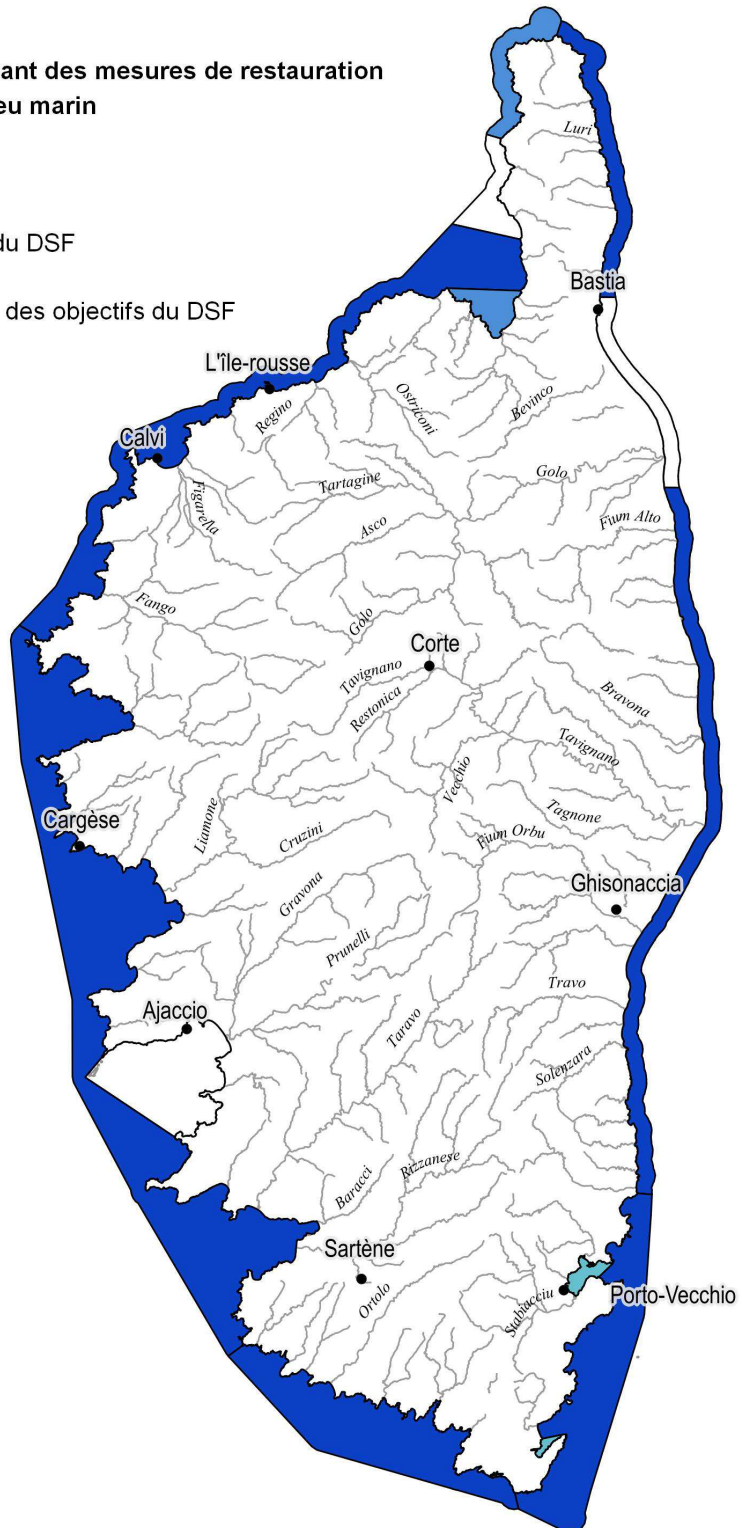 ant des mesures de restauration
eu marin
du DSF
des objectifs du DSF
Luri
Bastia
L'île-rousse
Regino
Ostriconi
Bevinco
Calvi
Figarella
Tartagine
Golo
Asco
Fium Alto
Fango
Golo
Corte
Tavignano
Restonica
Bravona
Tavignano
Vecchio
Tagnone
Liamone
Cargèse
Cruzini
Fium Orbu
Gravona
Ghisonaccia
Prunelli
Travo
Ajaccio
Taravo
Solenzara
Rizzanese
Baracci
Sartène
Ortolo
Stabiacciu
Porto-Vecchio